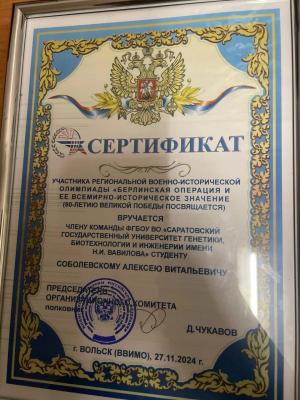 СЕРТИФИКАТ
УЧАСТНИКА РЕГИОНАЛЬНОЙ ВОЕННО-ИСТОРИЧЕСКОЙ
ОЛИМПИАДЫ «БЕРЛИНСКАЯ ОПЕРАЦИЯ И
ЕЕ ВСЕМИРНО-ИСТОРИЧЕСКОЕ ЗНАЧЕНИЕ
(80-ЛЕТИЮ ВЕЛИКОЙ ПОБЕДЫ ПОСВЯЩАЕТСЯ)
ВРУЧАЕТСЯ
ЧЛЕНУ КОМАНДЫ ФГБОУ ВО «САРАТОВСКИЙ
ГОСУДАРСТВЕННЫЙ УНИВЕРСИТЕТ ГЕНЕТИКИ,
БИОТЕХНОЛОГИИ И ИНЖЕНЕРИИ ИМЕНИ
Н.И. ВАВИЛОВА» СТУДЕНТУ
СОБОЛЕВСКОМУ АЛЕКСЕЮ ВИТАЛЬЕВИЧУ
ПРЕДСЕДАТЕЛЬ
ОРГАНИЗАЦИОННОГО КОМИТЕТА
ПОЛКОВНИК
Д.ЧУКАВОВ
г. ВОЛЬСК (ВВИМО), 27.11.2024 г.